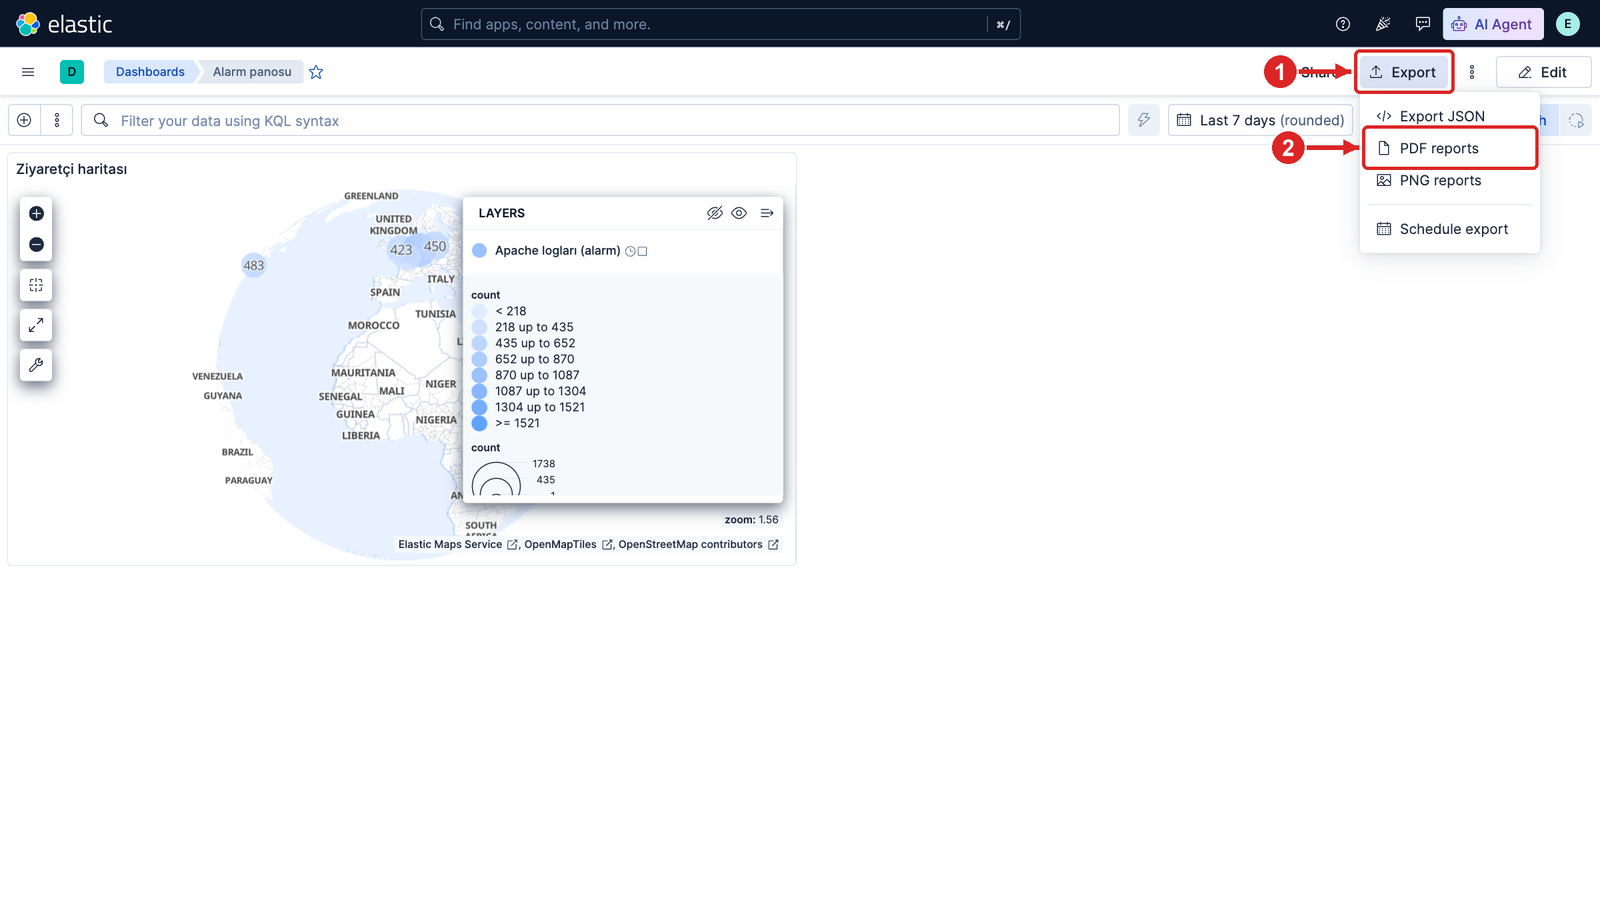 elastic
Find apps, content, and more.
⌘/
AI Agent
E
D
Dashboards
Alarm panosu
1
Share
Export
Edit
Filter your data using KQL syntax
Last 7 days (rounded)
Export JSON
2
PDF reports
PNG reports
Schedule export
Ziyaretçi haritası
GREENLAND
UNITED
KINGDOM
423
450
483
ITALY
SPAIN
TUNISIA
MOROCCO
MAURITANIA
VENEZUELA
NIGER
MALI
GUYANA
SENEGAL
GUINEA
NIGERIA
LIBERIA
BRAZIL
PARAGUAY
SOUTH
AFRICA
LAYERS
Apache logları (alarm)
count
< 218
218 up to 435
435 up to 652
652 up to 870
870 up to 1087
1087 up to 1304
1304 up to 1521
>= 1521
count
1738
435
1
zoom: 1.56
Elastic Maps Service , OpenMapTiles , OpenStreetMap contributors